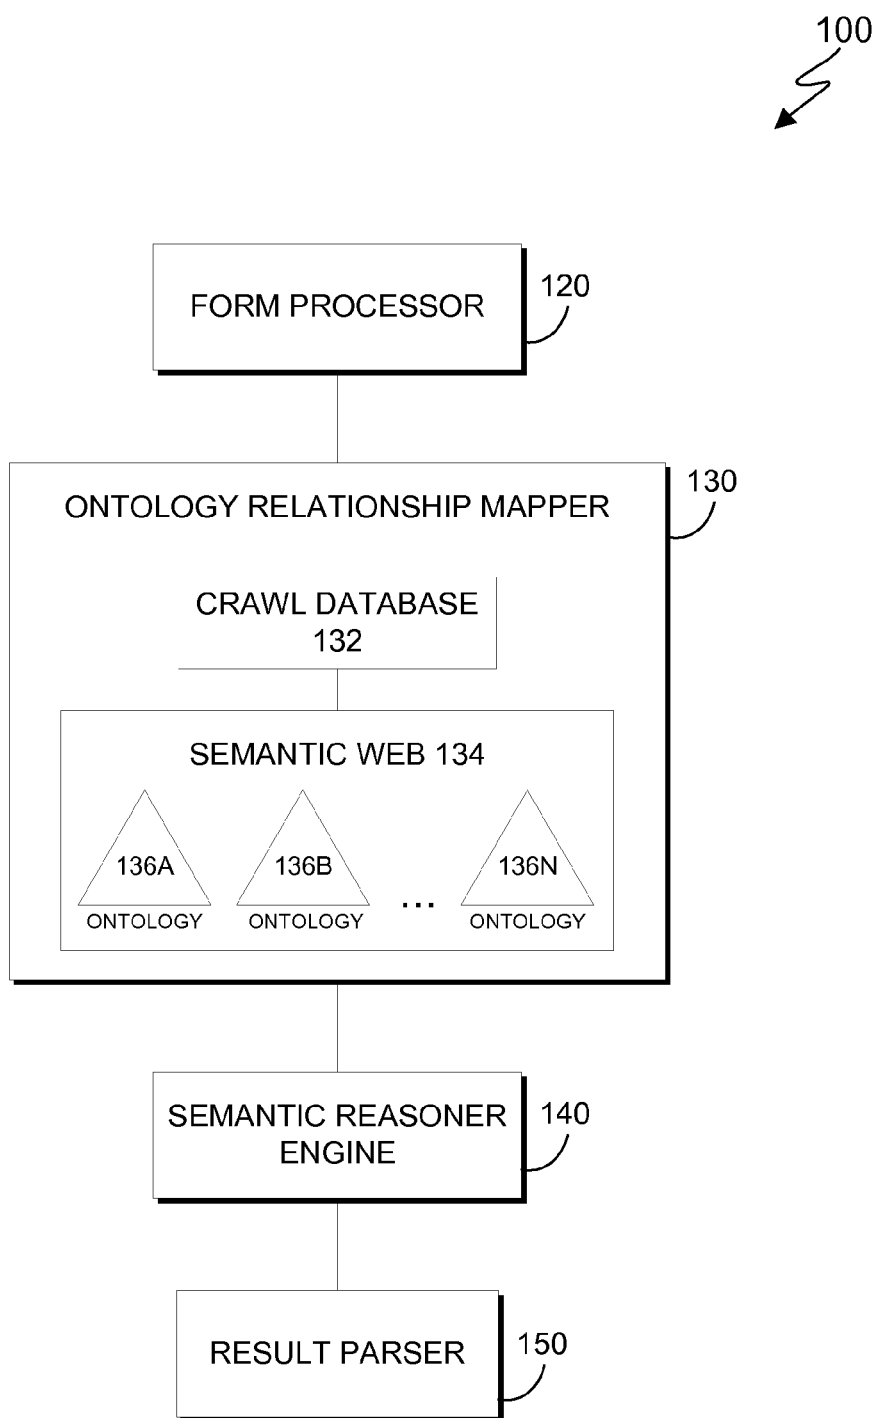 100
FORM PROCESSOR
120
ONTOLOGY RELATIONSHIP MAPPER
130
CRAWL DATABASE
132
SEMANTIC WEB 134
136A
136B
136N
...
ONTOLOGY
ONTOLOGY
ONTOLOGY
SEMANTIC REASONER
ENGINE
140
RESULT PARSER
150